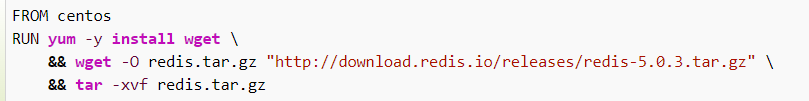 FROM centos
RUN yum -y install wget \
    && wget -O redis.tar.gz "http://download.redis.io/releases/redis-5.0.3.tar.gz" \
    && tar -xvf redis.tar.gz